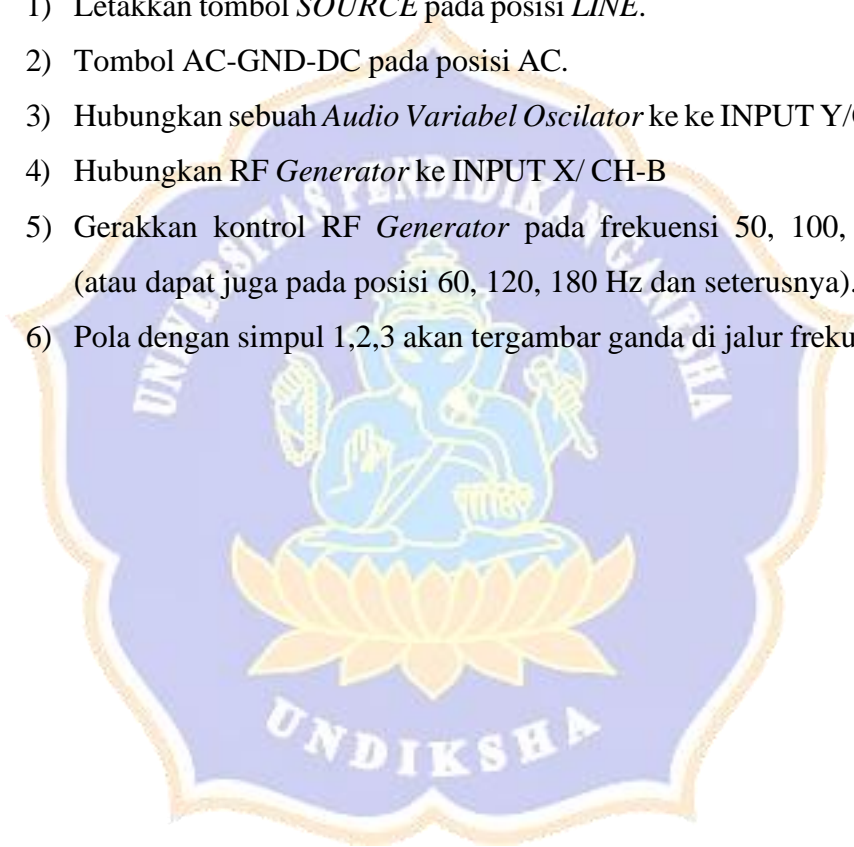 1) Letakkan tombol SOURCE pada posisi LINE.
2) Tombol AC-GND-DC pada posisi AC.
3) Hubungkan sebuah Audio Variabel Oscilator ke ke INPUT Y/
4) Hubungkan RF Generator ke INPUT X/ CH-B
5) Gerakkan kontrol RF Generator pada frekuensi 50, 100,
(atau dapat juga pada posisi 60, 120, 180 Hz dan seterusnya).
6) Pola dengan simpul 1,2,3 akan tergambar ganda di jalur freku
UNIVERSITAS PENDIDIKAN GANESHA
UNDIKSHA